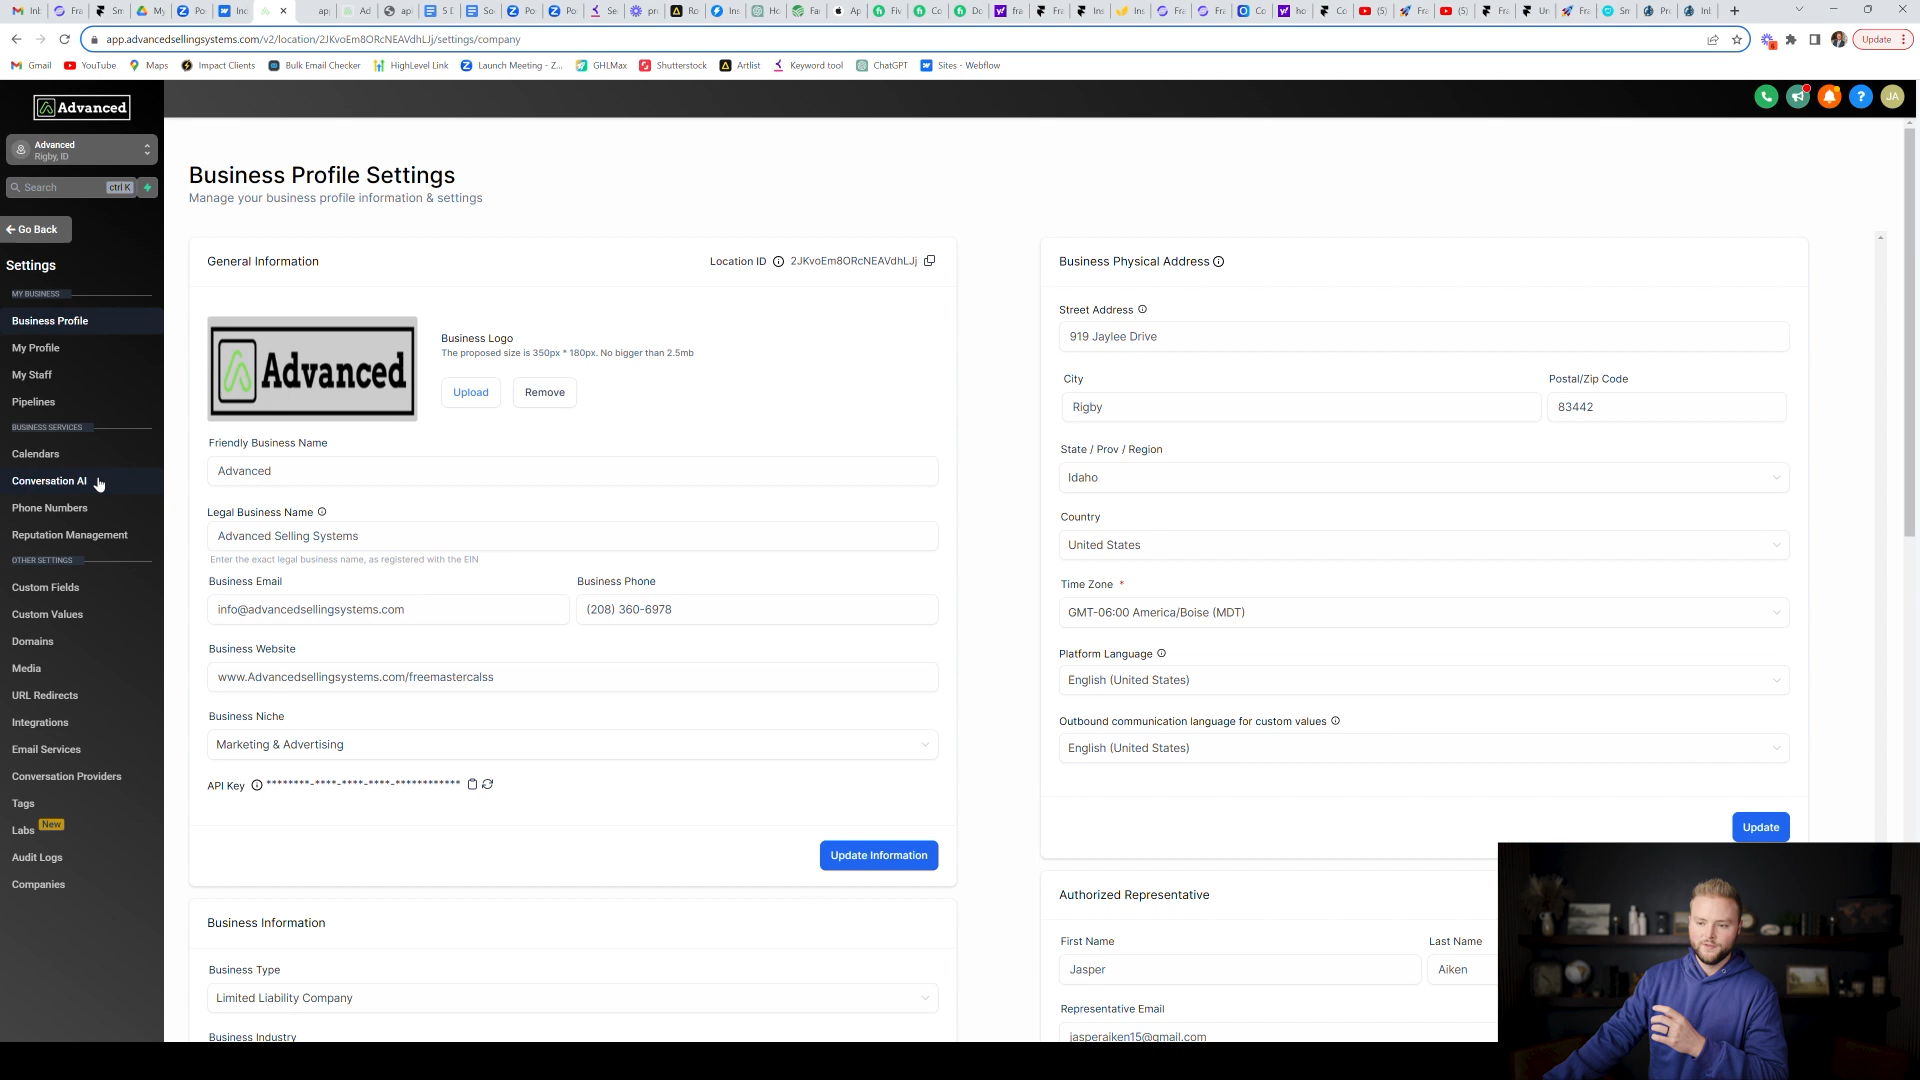 app.advancedsellingsystems.com/v2/location/2JKvoEm8ORcNEAVdhLJj/settings/company
Update
Gmail
YouTube
Maps
Impact Clients
Bulk Email Checker
HighLevel Link
Launch Meeting - Z...
GHLMax
Shutterstock
Artlist
Keyword tool
ChatGPT
Sites - Webflow
Advanced
JA
Advanced
Rigby, ID
Search
ctrl K
Go Back
Settings
MY BUSINESS
Business Profile
My Profile
My Staff
Pipelines
BUSINESS SERVICES
Calendars
Conversation AI
Phone Numbers
Reputation Management
OTHER SETTINGS
Custom Fields
Custom Values
Domains
Media
URL Redirects
Integrations
Email Services
Conversation Providers
Tags
Labs New
Audit Logs
Companies
Business Profile Settings
Manage your business profile information & settings
General Information
Location ID 2JKvoEm8ORcNEAVdhLJj
Advanced
Business Logo
The proposed size is 350px * 180px. No bigger than 2.5mb
Upload
Remove
Friendly Business Name
Advanced
Legal Business Name
Advanced Selling Systems
Enter the exact legal business name, as registered with the EIN
Business Email
Business Phone
info@advancedsellingsystems.com
(208) 360-6978
Business Website
www.Advancedsellingsystems.com/freemastercalss
Business Niche
Marketing & Advertising
API Key ********-****-****-****-************
Update Information
Business Information
Business Type
Limited Liability Company
Business Industry
Business Physical Address
Street Address
919 Jaylee Drive
City
Postal/Zip Code
Rigby
83442
State / Prov / Region
Idaho
Country
United States
Time Zone *
GMT-06:00 America/Boise (MDT)
Platform Language
English (United States)
Outbound communication language for custom values
English (United States)
Update
Authorized Representative
First Name
Last Name
Jasper
Aiken
Representative Email
jasperaiken15@gmail.com